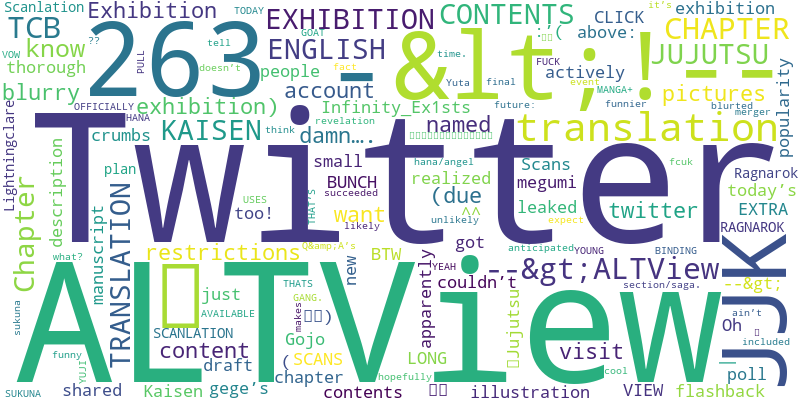 Scanlation
Exhibition
TODAY
EXHIBITION
CONTENTS
CLICK
exhibition
it's
TCB
263
GOAT
:'(
above:
CHAPTER
VOW
know
??
PULL
tell
ENGLISH
-
&lt;!--
FUCK
time.
JUJUTSU
thorough
doesn't
people
fact
Yuta
final
actively
event
MANGA+
pictures
popularity
blurry
account
exhibition)
Infinity_Ex1sts
future:
funnier
blurted
merger
OFFICIALLY
HANA
revelation
Lightningclare
crumbs
KAISEN
think
damn….
named
translation
Twitter
plan
small
hana/angel
Scans
fcuk
description
BUNCH
succeeded
realized
megumi
Ragnarok
today's
USES
too!
THAT'S
want
(due
leaked
twitter
EXTRA
Chapter
manuscript
TRANSLATION
likely
^^
unlikely
expect
RAGNAROK
what?
restrictions
Q&amp;A's
BTW
got
anticipated
YOUNG
BINDING
JJK
ALTView
YEAH
--&gt;ALTView
new
apparently
couldn't
section/saga.
--&gt;
THATS
just
GANG.
AVAILABLE
makes
Jujutsu
ain't
sukuna
SCANLATION
Gojo
Oh
included
funny
content
(
SCANS
LONG
visit
YUJI
draft
chapter
hopefully
cool
poll
SUKUNA
shared
Kaisen
gege's
contents
illustration
VIEW
flashback